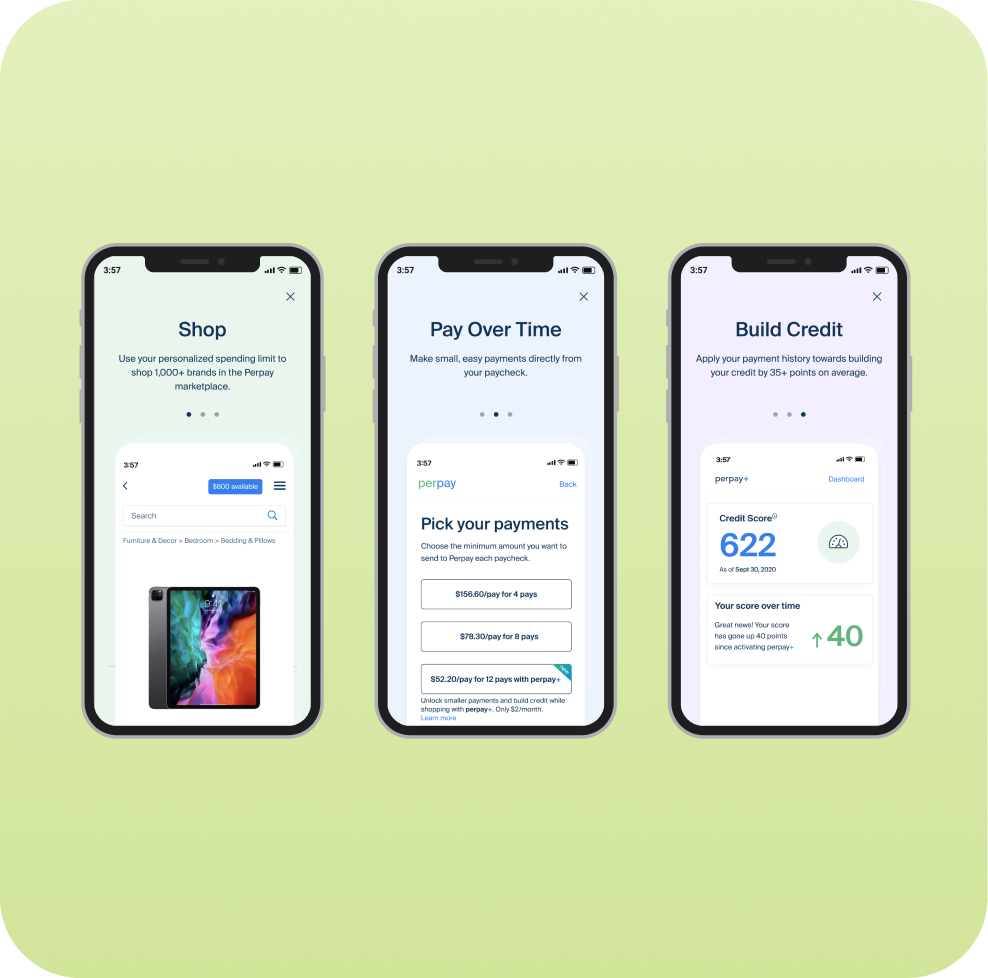 3:57
Shop
Use your personalized spending limit to
shop 1,000+ brands in the Perpay
marketplace.
3:57
$800 available
Search
Furniture & Decor > Bedroom > Bedding & Pillows
9:41
3:57
Pay Over Time
Make small, easy payments directly from
your paycheck.
3:57
perpay
Back
Pick your payments
Choose the minimum amount you want to
send to Perpay each paycheck.
$156.60/pay for 4 pays
$78.30/pay for 8 pays
new
$52.20/pay for 12 pays with perpay+
Unlock smaller payments and build credit while
shopping with perpay+. Only $2/month.
Learn more
3:57
Build Credit
Apply your payment history towards building
your credit by 35+ points on average.
3:57
perpay+
Dashboard
Credit Score
622
As of Sept 30, 2020
Your score over time
Great news! Your score
has gone up 40 points
since activating perpay+
↑40